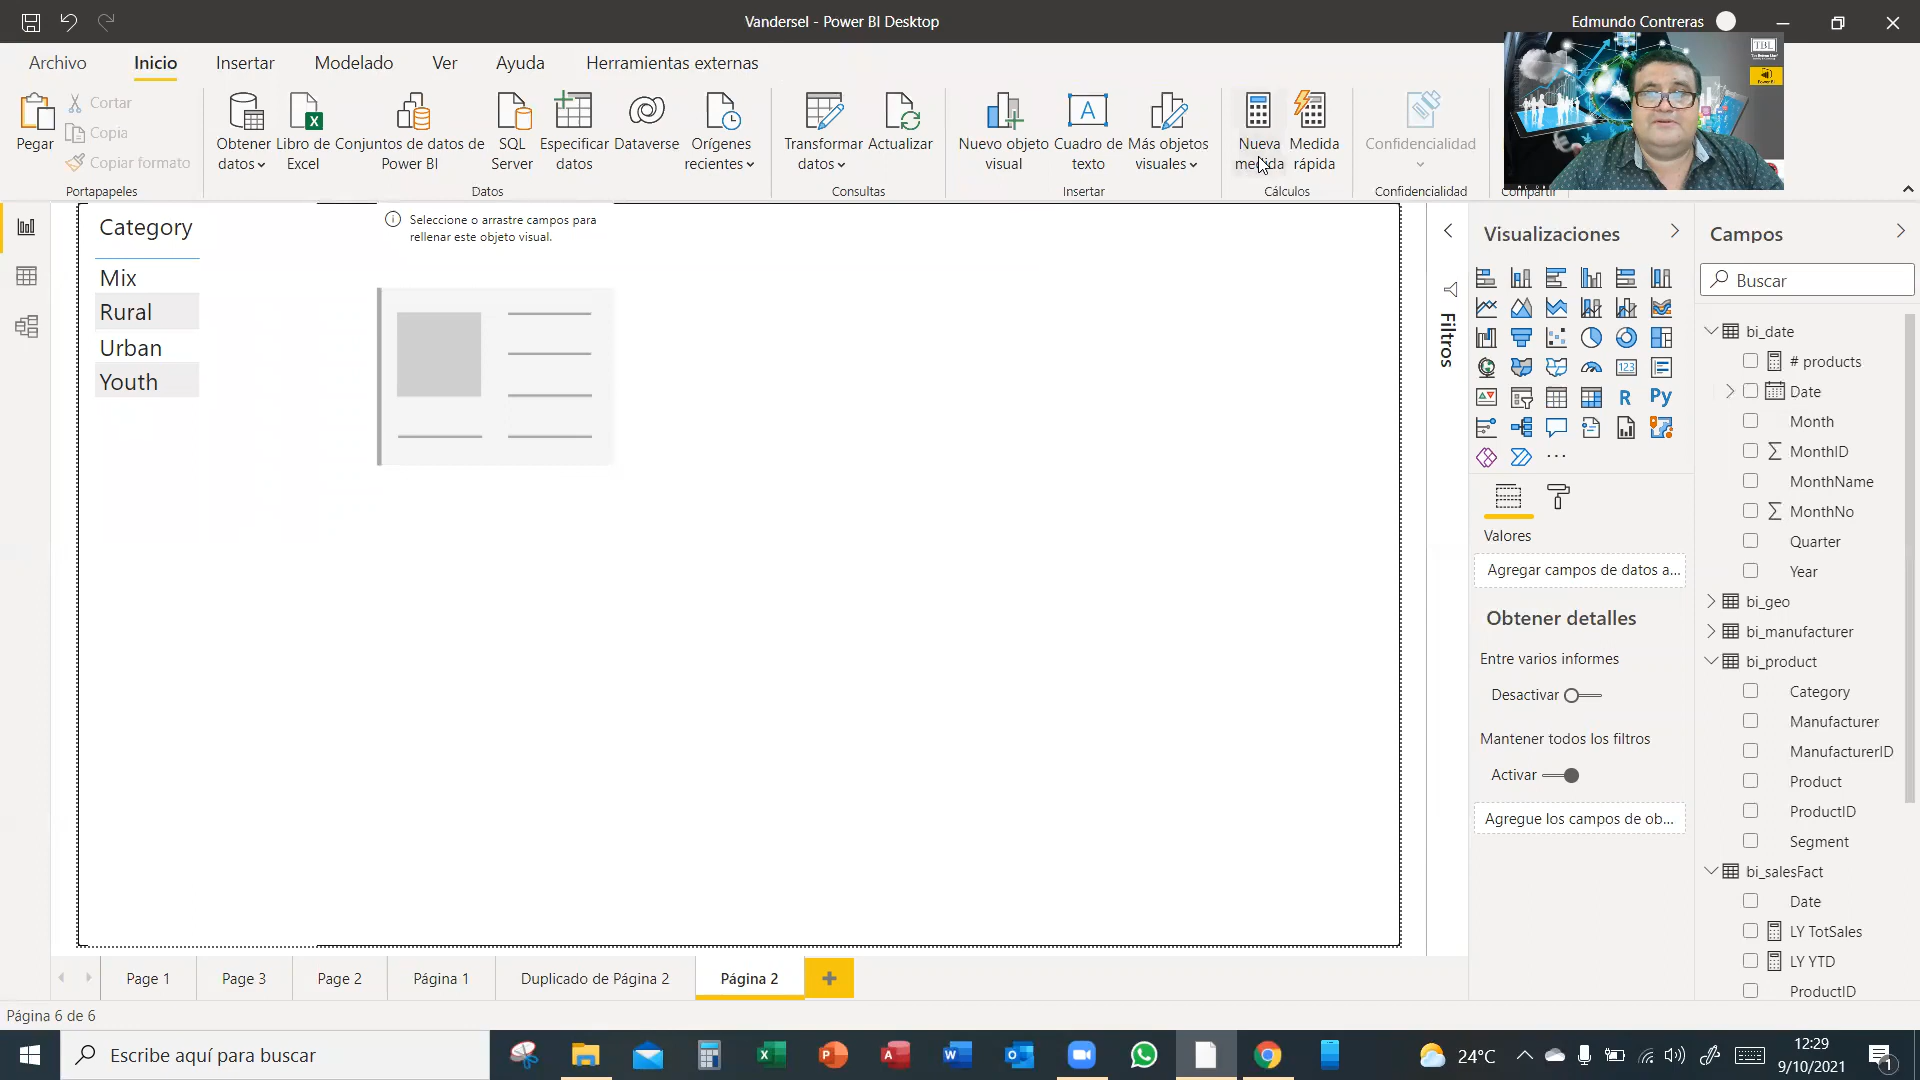 Vandersel - Power BI Desktop
Edmundo Contreras
Archivo
Inicio
Insertar
Modelado
Ver
Ayuda
Herramientas externas
TBL
Pegar
Cortar
Copia
Copiar formato
Portapapeles
Obtener datos
Libro de Excel
Conjuntos de datos de Power BI
SQL Server
Especificar datos
Dataverse
Orígenes recientes
Datos
Transformar datos
Actualizar
Consultas
Nuevo objeto visual
Cuadro de texto
Más objetos visuales
Insertar
Nueva medida
Medida rápida
Cálculos
Confidencialidad
Confidencialidad
Compartir
Category
Mix
Rural
Urban
Youth
Seleccione o arrastre campos para
rellenar este objeto visual.
Filtros
Visualizaciones
R
Py
123
Valores
Agregar campos de datos a...
Obtener detalles
Entre varios informes
Desactivar
Mantener todos los filtros
Activar
Agregue los campos de ob...
Campos
Buscar
bi_date
# products
Date
Month
MonthID
MonthName
MonthNo
Quarter
Year
bi_geo
bi_manufacturer
bi_product
Category
Manufacturer
ManufacturerID
Product
ProductID
Segment
bi_salesFact
Date
LY TotSales
LY YTD
ProductID
Page 1
Page 3
Page 2
Página 1
Duplicado de Página 2
Página 2
Página 6 de 6
Escribe aquí para buscar
24°C
12:29
9/10/2021
1